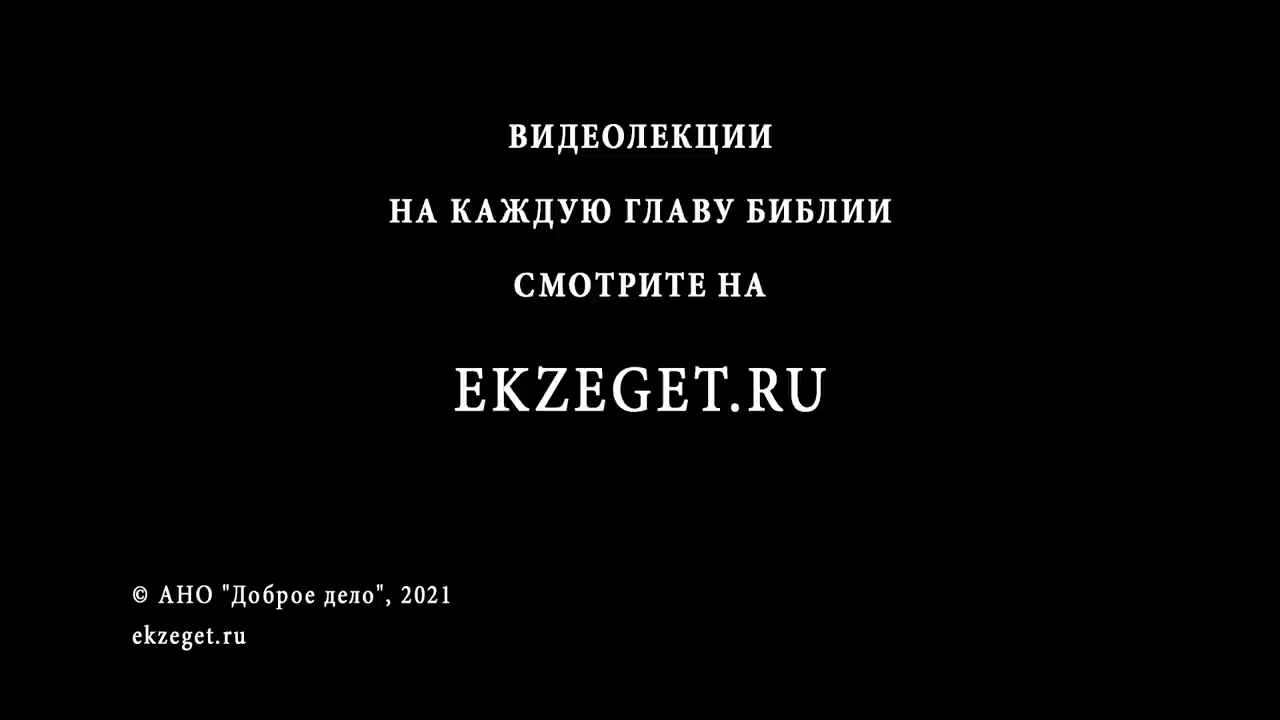 ВИДЕОЛЕКЦИИ
НА КАЖДУЮ ГЛАВУ БИБЛИИ
СМОТРИТЕ НА
EKZEGET.RU
© АНО "Доброе дело", 2021
ekzeget.ru